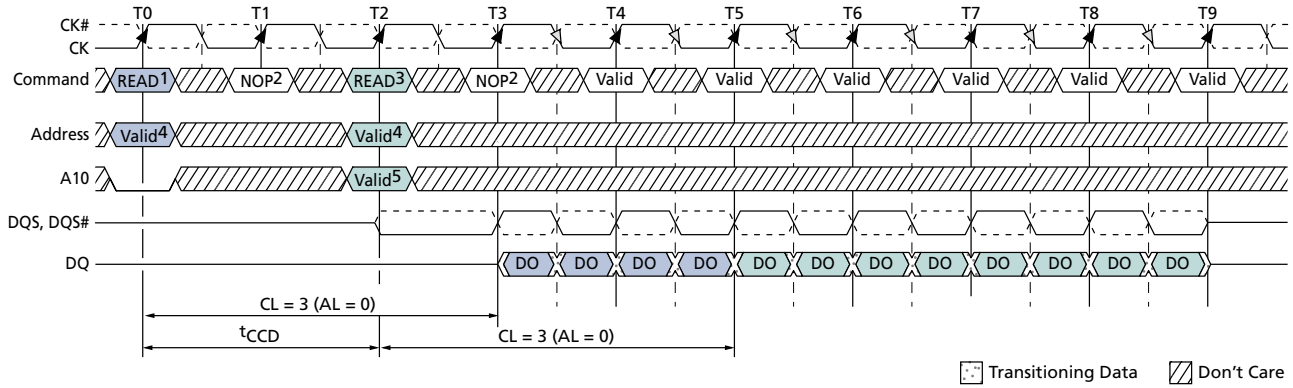 T0 T1 T2 T3 T4 T5 T6 T7 T8 T9
CK#
CK
Command READ1 NOP2 READ3 NOP2 Valid Valid Valid Valid Valid Valid
Address Valid4 Valid4
A10 Valid5
DQS, DQS#
DQ DO DO DO DO DO DO DO DO DO DO DO DO
CL = 3 (AL = 0)
tCCD CL = 3 (AL = 0)
Transitioning Data Don't Care